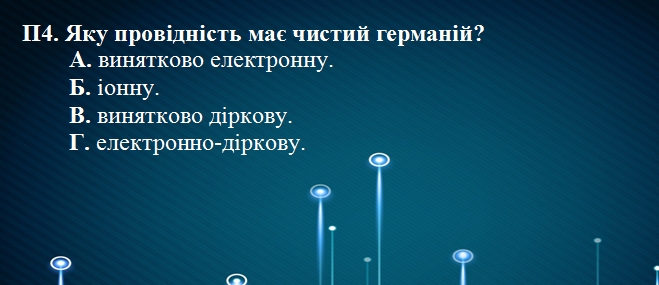 П4. Яку провідність має чистий германій?
А. винятково електронну.
Б. іонну.
В. винятково діркову.
Г. електронно-діркову.